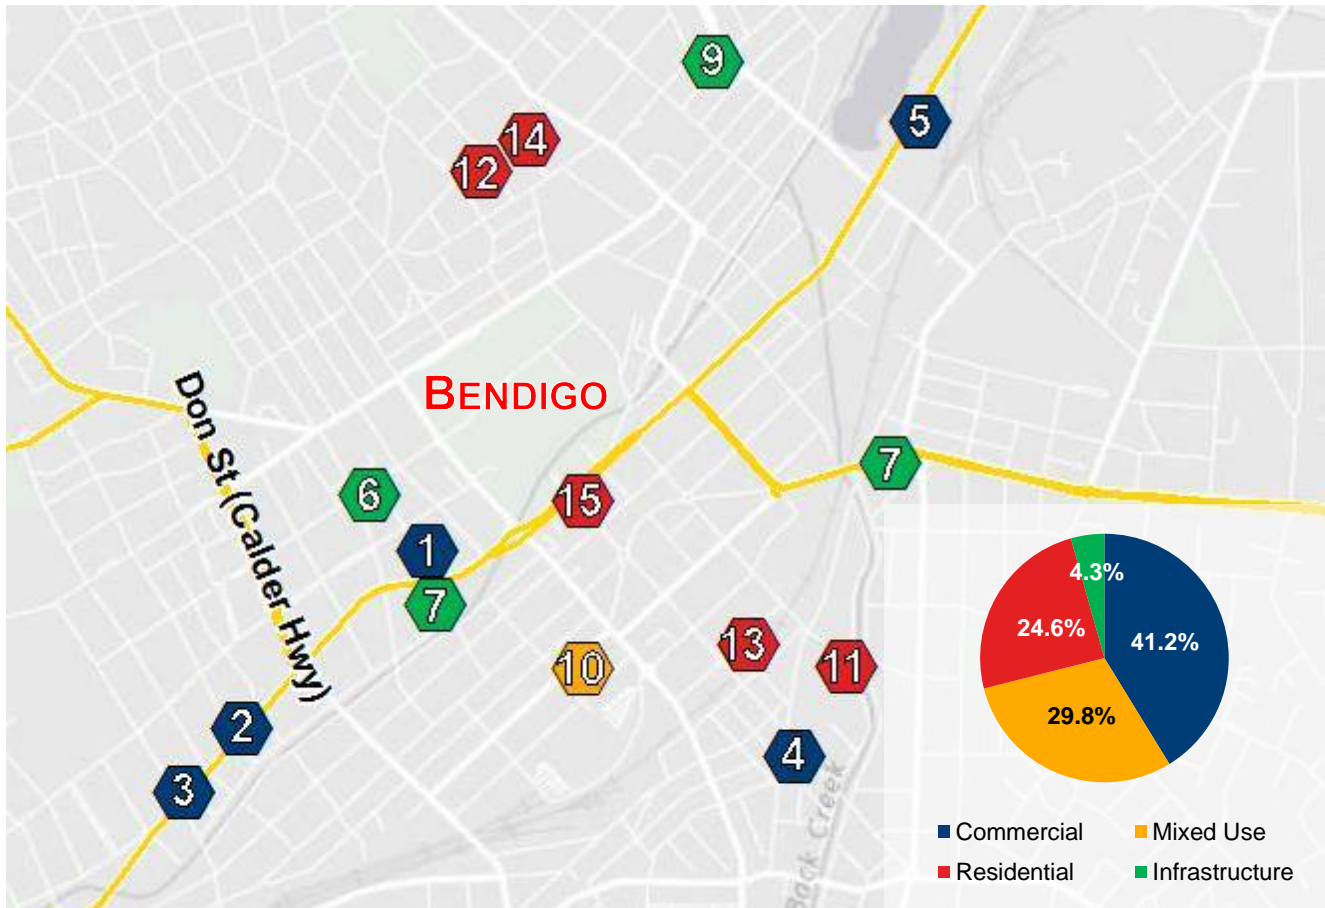 9
5
14
12
BENDIGO
Don St (Calder Hwy)
7
6
15
1
7
13
11
10
2
4
3
Back Creek
4.3%
24.6%
41.2%
29.8%
Commercial
Mixed Use
Residential
Infrastructure